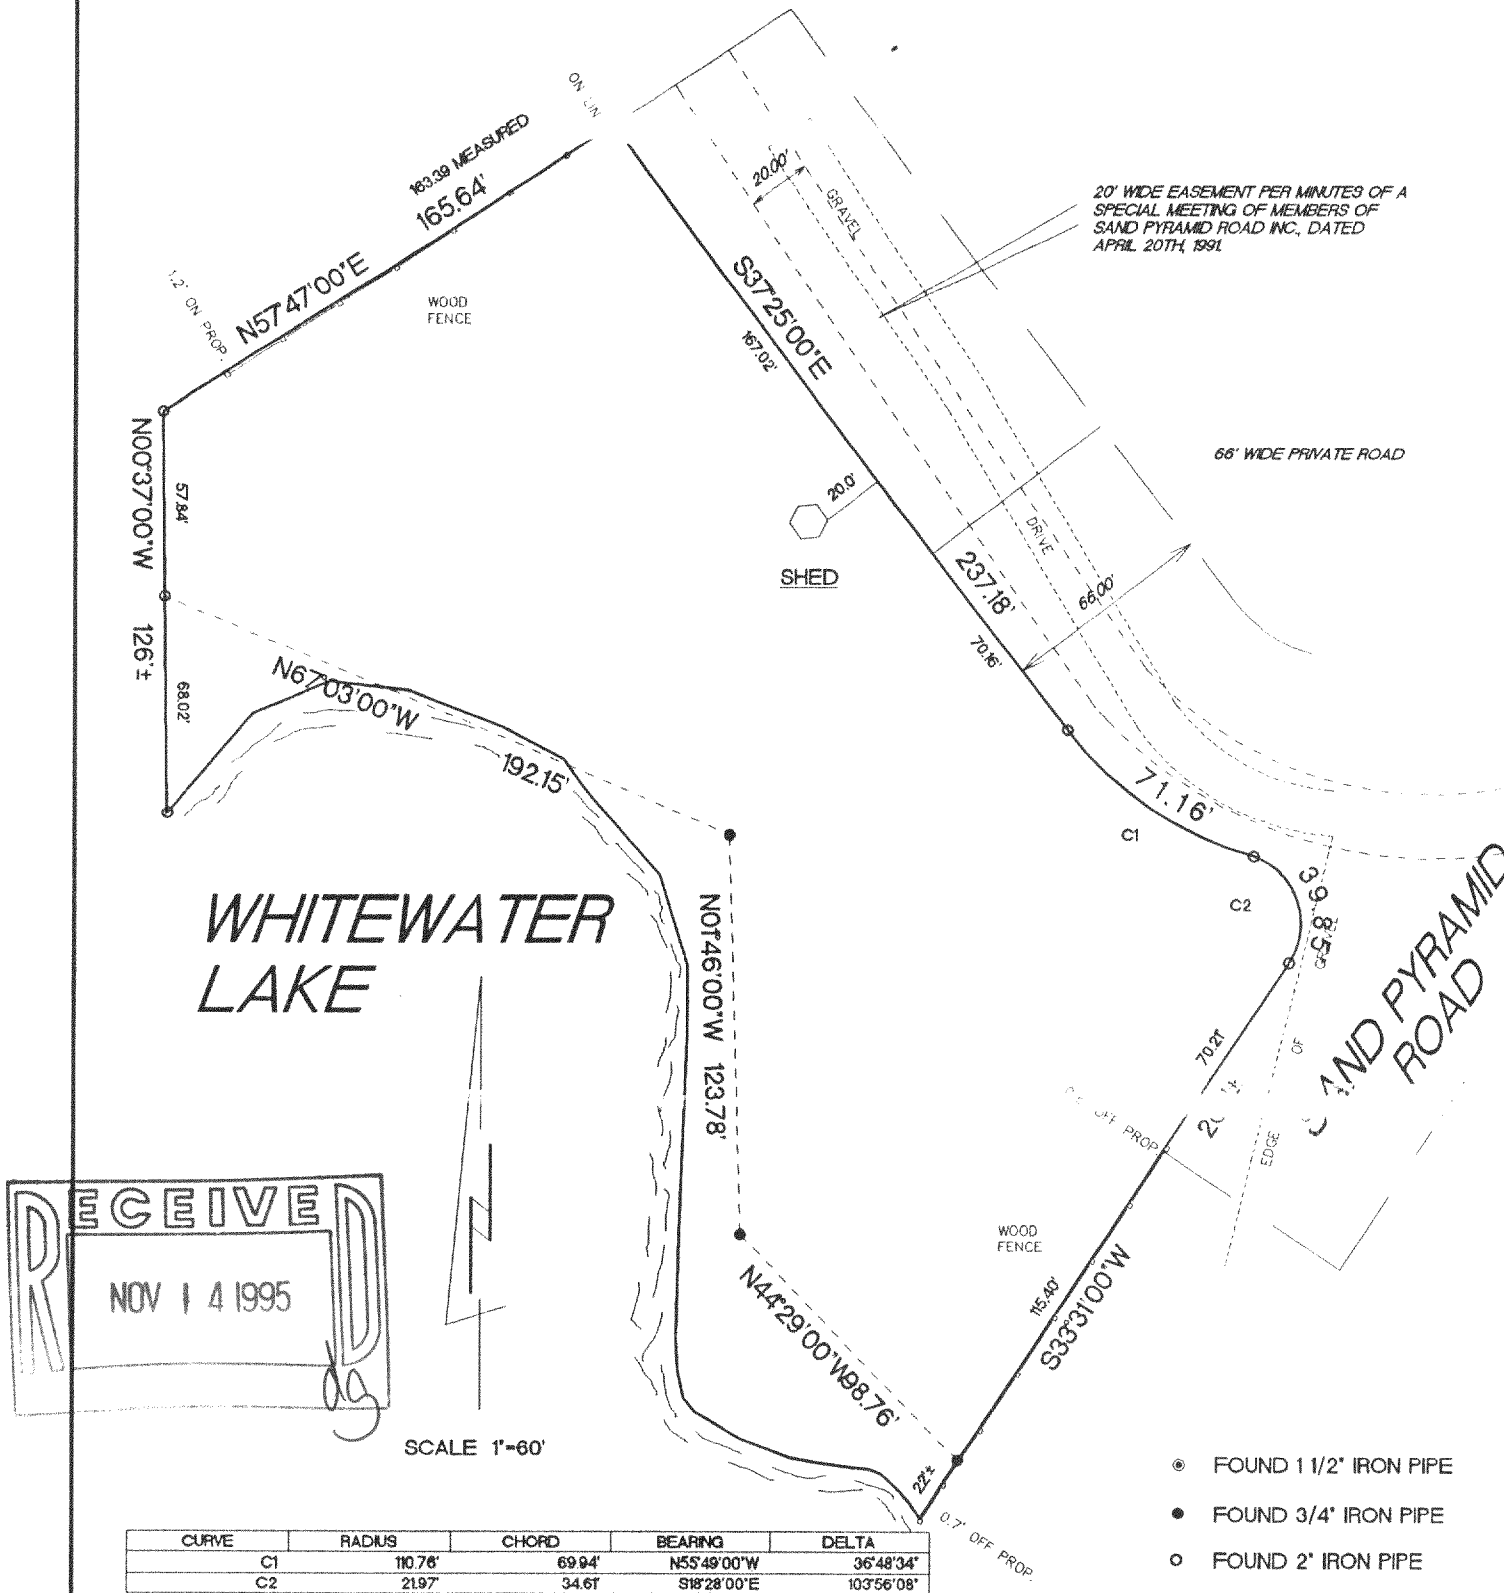 ON LIN
163.39 MEASURED
165.64'
N57°47'00"E
1.2' ON PROP.
WOOD
FENCE
20.00'
GRAVEL
20' WIDE EASEMENT PER MINUTES OF A
SPECIAL MEETING OF MEMBERS OF
SAND PYRAMID ROAD INC., DATED
APRIL 20TH, 1991.
S37°25'00"E
167.02'
66' WIDE PRIVATE ROAD
N00°37'00"W
57.84'
20.0'
SHED
DRIVE
237.18'
66.00'
70.16'
126'±
68.02'
N67°03'00"W
192.15'
71.16'
C1
C2
39.85'
GRAVEL
OF
EDGE
WHITEWATER
LAKE
N01°46'00"W 123.78'
AND PYRAMID
ROAD
70.21'
OFF PROP.
WOOD
FENCE
115.40'
S33°31'00"W
RECEIVED
NOV 14 1995
dg
N44°29'00"W 98.76'
22'±
0.7' OFF PROP.
SCALE 1"=60'
FOUND 1 1/2" IRON PIPE
FOUND 3/4" IRON PIPE
FOUND 2" IRON PIPE
CURVE RADIUS CHORD BEARING DELTA
C1 110.76' 69.94' N55°49'00"W 36°48'34"
C2 21.97' 34.61' S18°28'00"E 103°56'08"